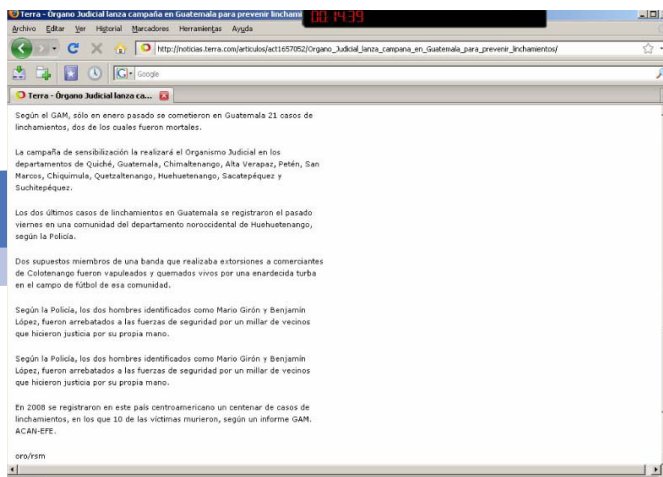 Terra - Órgano Judicial lanza campaña en Guatemala para prevenir linchami
00:14:39
Archivo Editar Ver Historial Marcadores Herramientas Ayuda
http://noticias.terra.com/articulos/act1657052/Organo_Judicial_lanza_campana_en_Guatemala_para_prevenir_linchamientos/
G Google
Terra - Órgano Judicial lanza ca...
Según el GAM, sólo en enero pasado se cometieron en Guatemala 21 casos de
linchamientos, dos de los cuales fueron mortales.
La campaña de sensibilización la realizará el Organismo Judicial en los
departamentos de Quiché, Guatemala, Chimaltenango, Alta Verapaz, Petén, San
Marcos, Chiquimula, Quetzaltenango, Huehuetenango, Sacatepéquez y
Suchitepéquez.
Los dos últimos casos de linchamientos en Guatemala se registraron el pasado
viernes en una comunidad del departamento noroccidental de Huehuetenango,
según la Policía.
Dos supuestos miembros de una banda que realizaba extorsiones a comerciantes
de Colotenango fueron vapuleados y quemados vivos por una enardecida turba
en el campo de fútbol de esa comunidad.
Según la Policía, los dos hombres identificados como Mario Girón y Benjamín
López, fueron arrebatados a las fuerzas de seguridad por un millar de vecinos
que hicieron justicia por su propia mano.
Según la Policía, los dos hombres identificados como Mario Girón y Benjamín
López, fueron arrebatados a las fuerzas de seguridad por un millar de vecinos
que hicieron justicia por su propia mano.
En 2008 se registraron en este país centroamericano un centenar de casos de
linchamientos, en los que 10 de las víctimas murieron, según un informe GAM.
ACAN-EFE.
oro/rsm